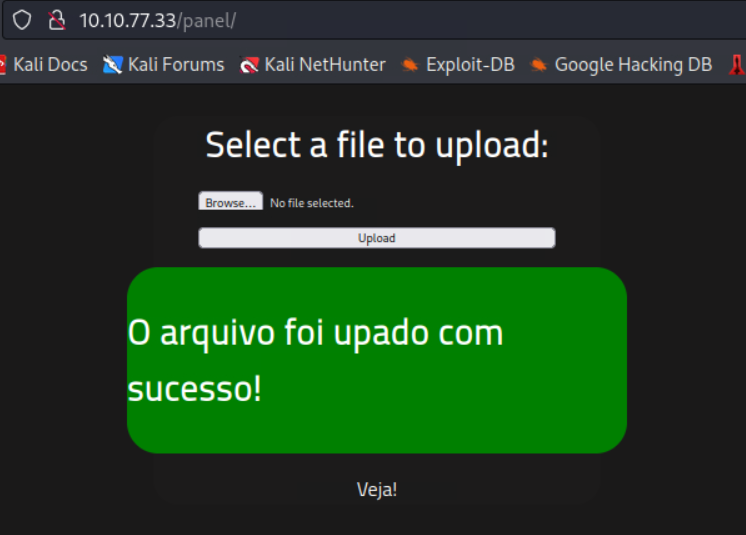 10.10.77.33/panel/
Kali Docs Kali Forums Kali NetHunter Exploit-DB Google Hacking DB
Select a file to upload:
Browse... No file selected.
Upload
O arquivo foi upado com
sucesso!
Veja!